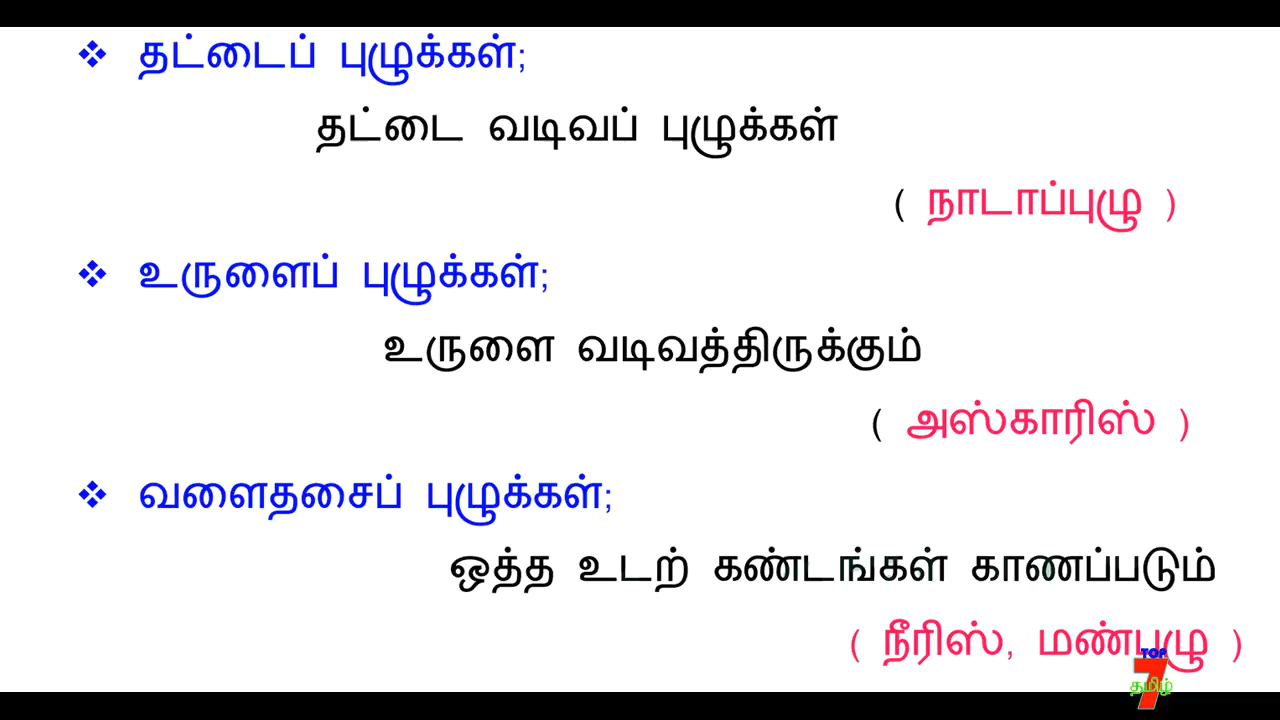 ❖ தட்டைப் புழுக்கள்;
தட்டை வடிவப் புழுக்கள்
( நாடாப்புழு )
❖ உருளைப் புழுக்கள்;
உருளை வடிவத்திருக்கும்
( அஸ்காரிஸ் )
❖ வளைதசைப் புழுக்கள்;
ஒத்த உடற் கண்டங்கள் காணப்படும்
( நீரிஸ், மண்புழு )
TOP
7
தமிழ்